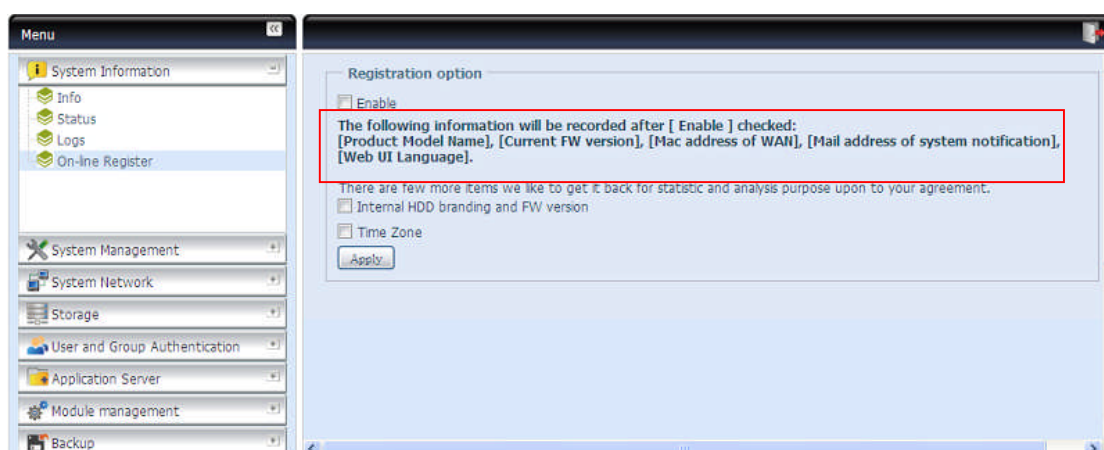 Menu
System Information
Info
Status
Logs
On-line Register
System Management
System Network
Storage
User and Group Authentication
Application Server
Module management
Backup
Registration option
Enable
The following information will be recorded after [ Enable ] checked:
[Product Model Name], [Current FW version], [Mac address of WAN], [Mail address of system notification],
[Web UI Language].
There are few more items we like to get it back for statistic and analysis purpose upon to your agreement.
Internal HDD branding and FW version
Time Zone
Apply